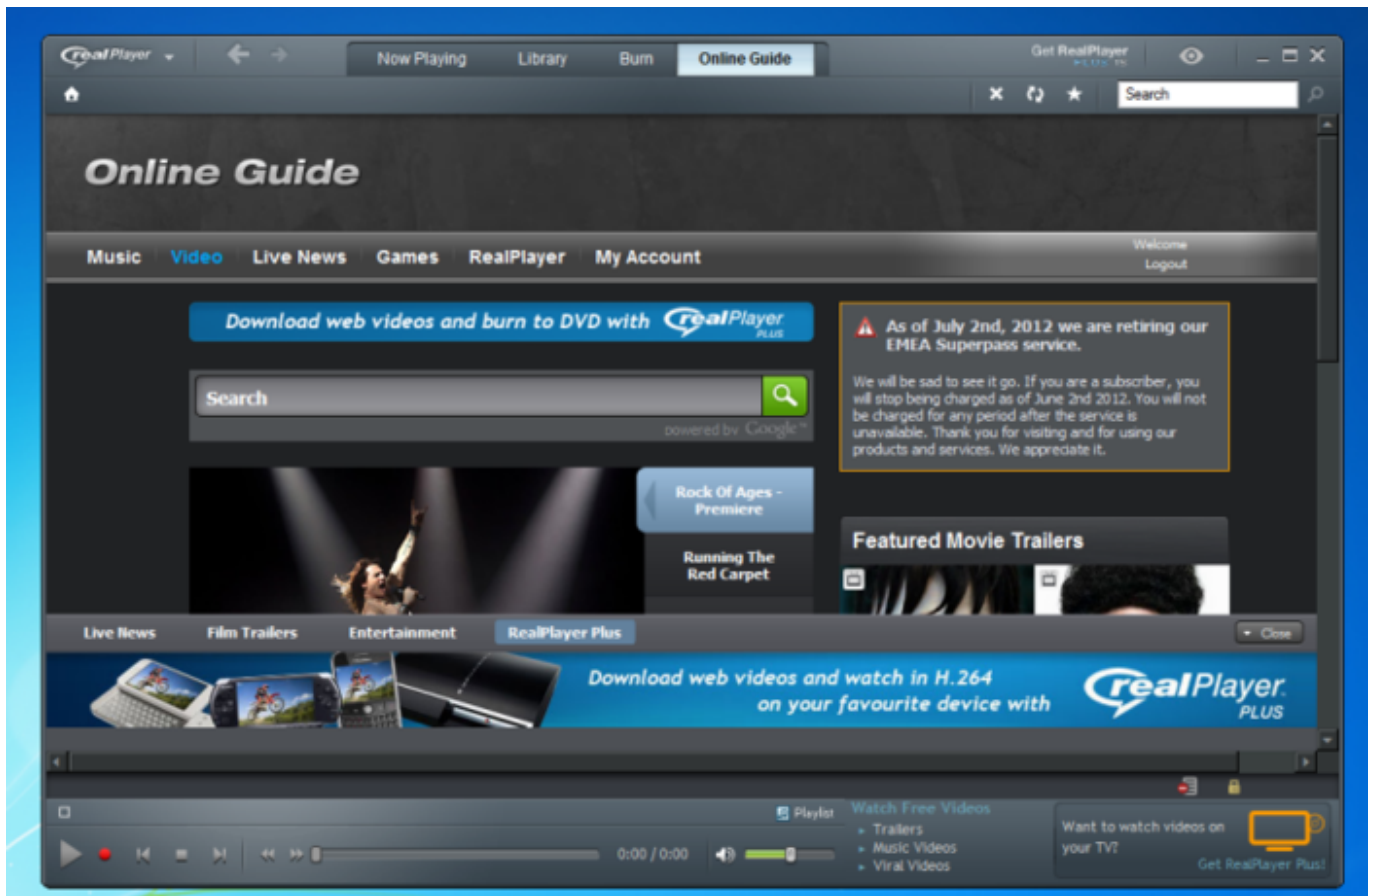 realPlayer
Now Playing
Library
Burn
Online Guide
Get RealPlayer
PLUS 15
Search
Online Guide
Music
Video
Live News
Games
RealPlayer
My Account
Welcome
Logout
Download web videos and burn to DVD with realPlayer
PLUS
Search
powered by Google™
As of July 2nd, 2012 we are retiring our
EMEA Superpass service.
We will be sad to see it go. If you are a subscriber, you
will stop being charged as of June 2nd 2012. You will not
be charged for any period after the service is
unavailable. Thank you for visiting and for using our
products and services. We appreciate it.
Rock Of Ages -
Premiere
Running The
Red Carpet
Featured Movie Trailers
Live News
Film Trailers
Entertainment
RealPlayer Plus
Close
Download web videos and watch in H.264
on your favourite device with
realPlayer.
PLUS
Playlist
0:00 / 0:00
Watch Free Videos
Trailers
Music Videos
Viral Videos
Want to watch videos on
your TV?
Get RealPlayer Plus!